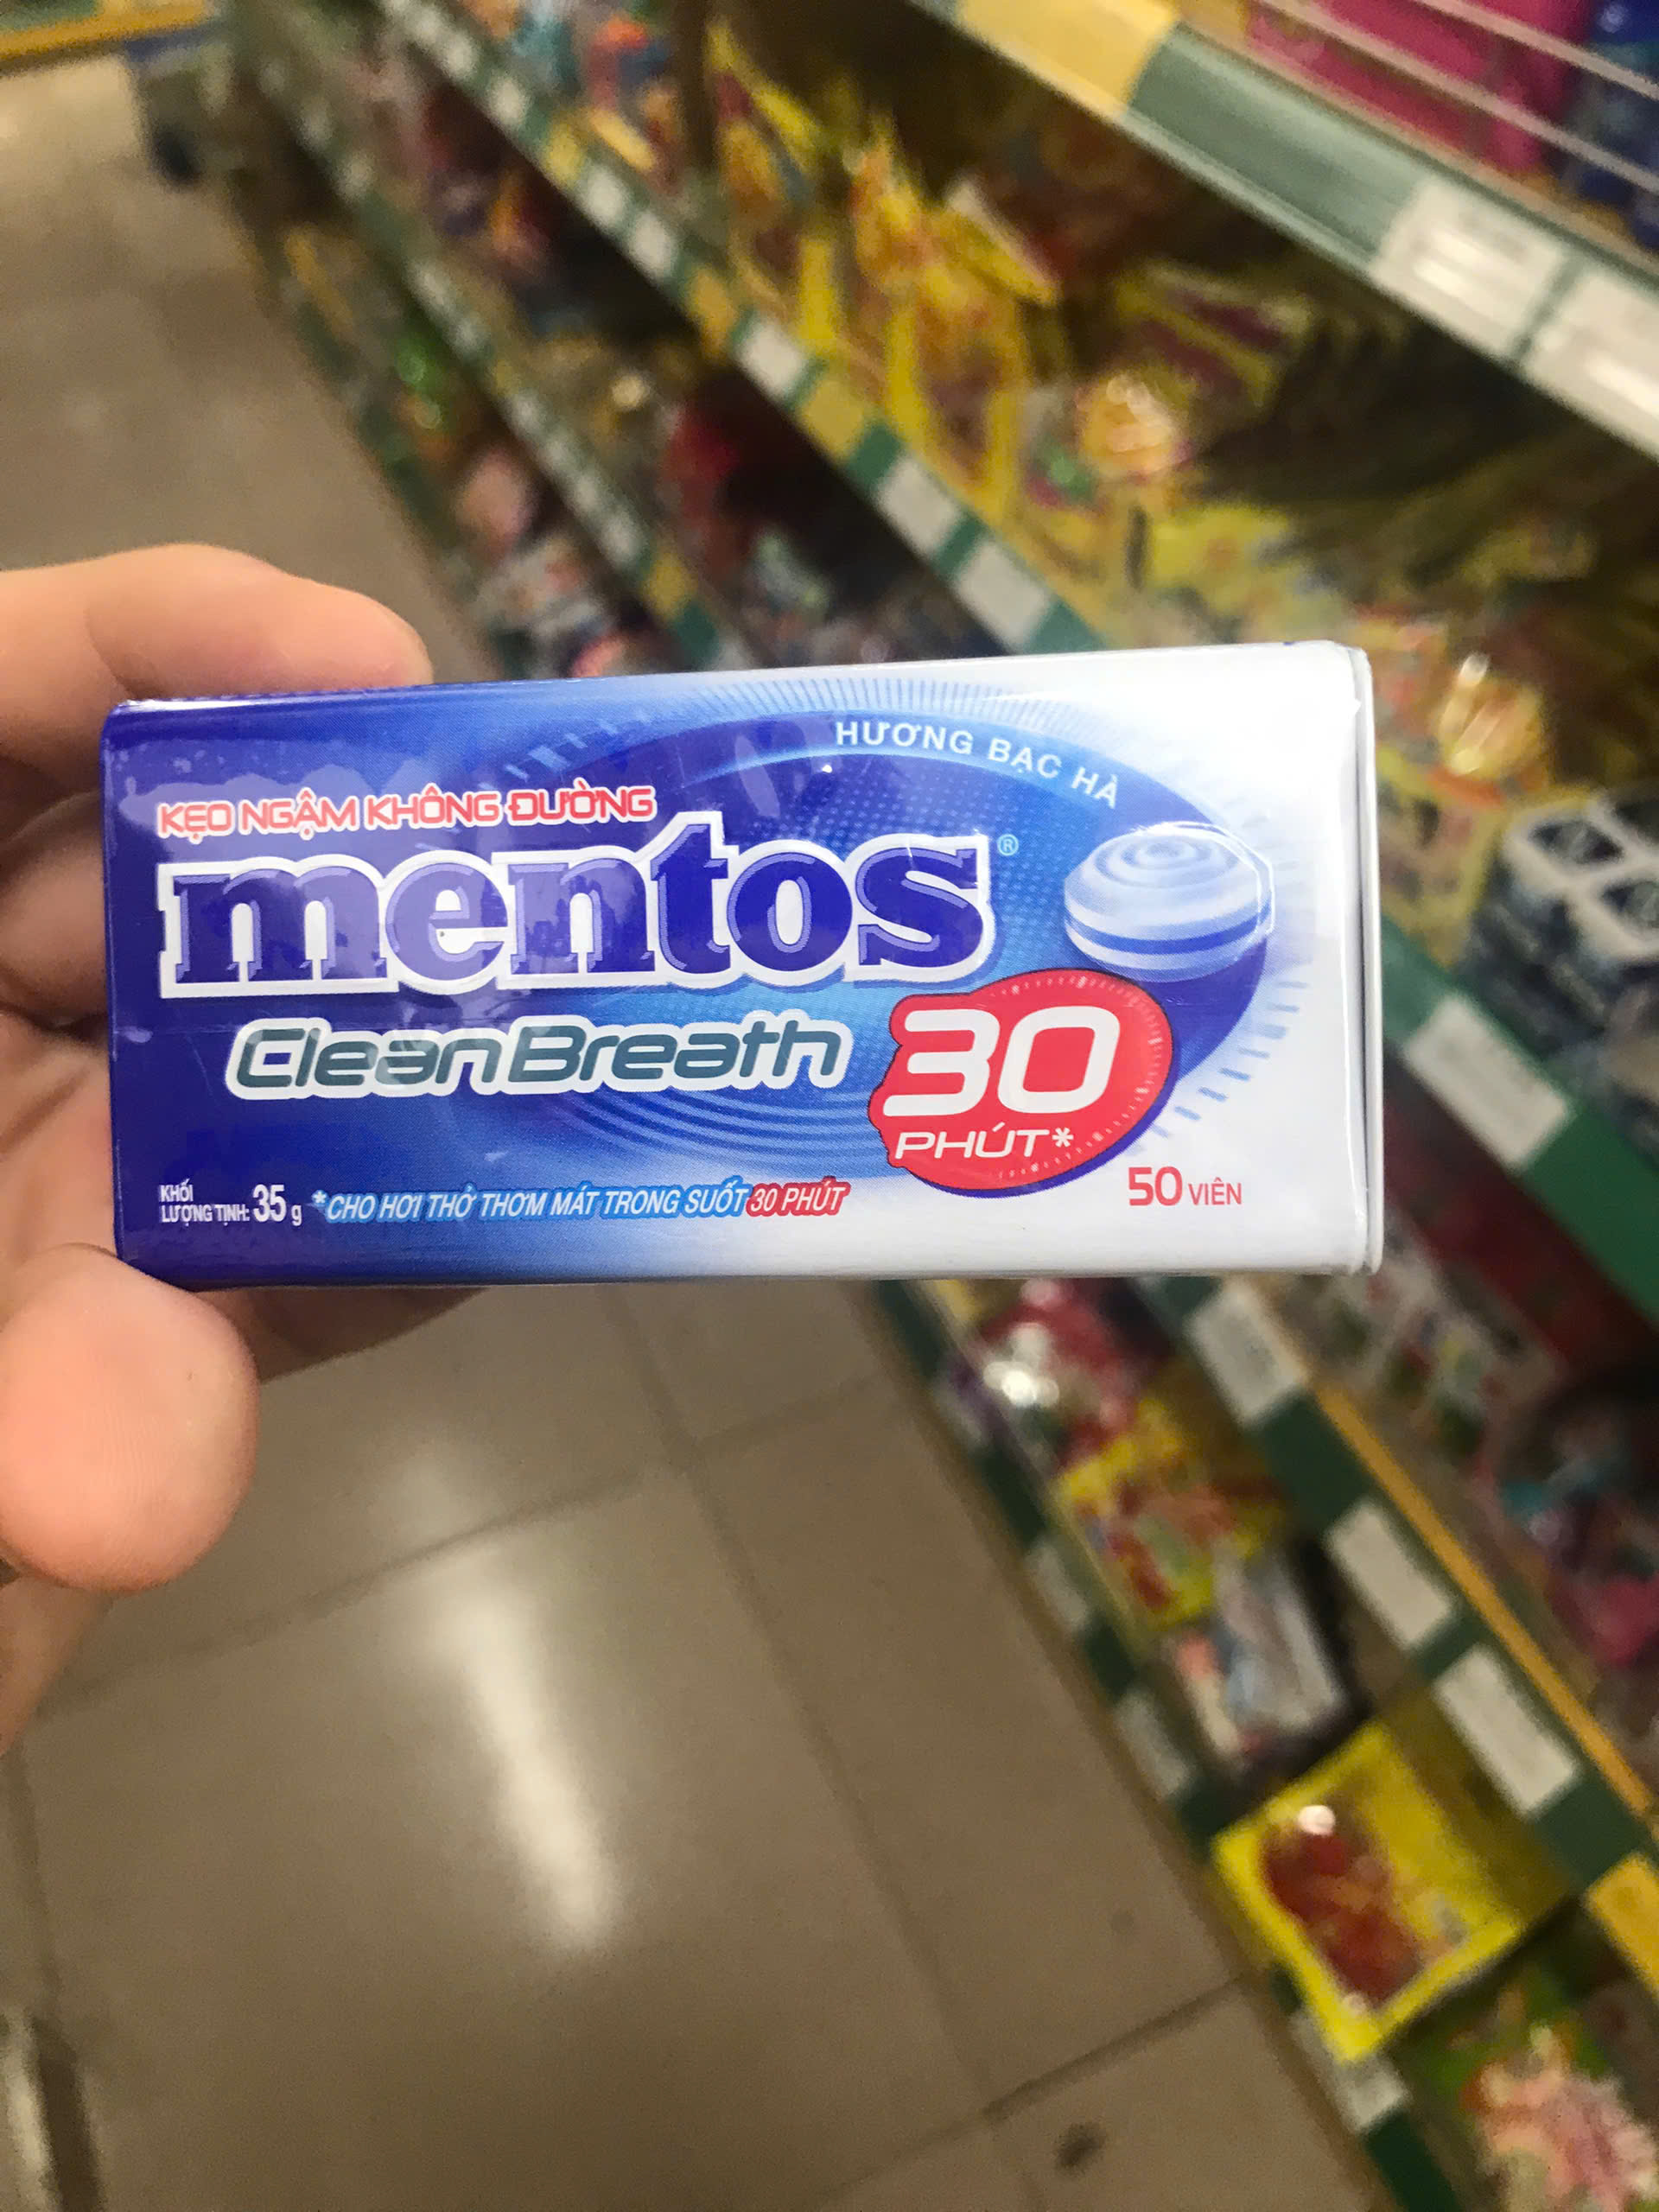 HƯƠNG BẠC HÀ
KẸO NGẬM KHÔNG ĐƯỜNG
mentos®
CleanBreath
30
PHÚT*
KHỐI
LƯỢNG TỊNH: 35 g
*CHO HƠI THỞ THƠM MÁT TRONG SUỐT 30 PHÚT
50 VIÊN